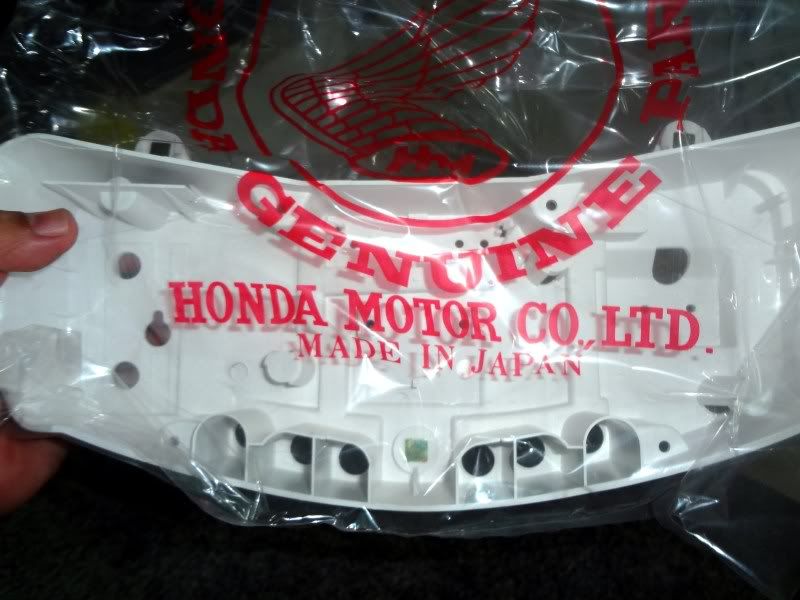 GENUINE
HONDA MOTOR CO., LTD.
MADE IN JAPAN